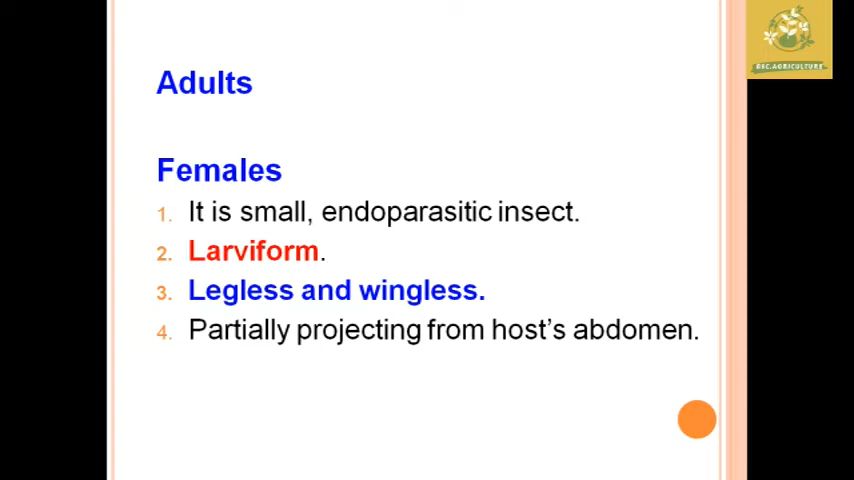 BSC.AGRICULTURE
Adults
Females
1. It is small, endoparasitic insect.
2. Larviform.
3. Legless and wingless.
4. Partially projecting from host's abdomen.